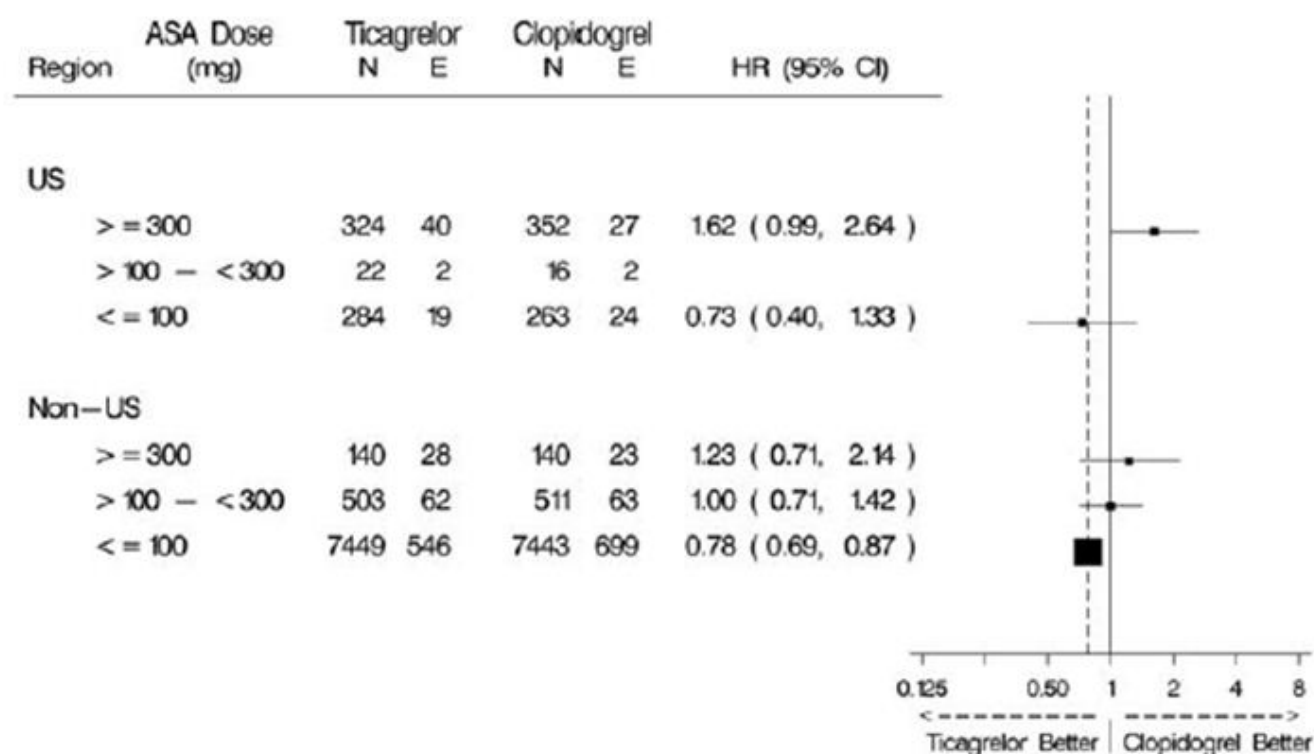 ASA Dose Ticagrelor Clopidogrel
Region (mg) N E N E HR (95% CI)
US
>=300 324 40 352 27 1.62 ( 0.99, 2.64 )
>100 – <300 22 2 16 2
<=100 284 19 263 24 0.73 ( 0.40, 1.33 )
Non–US
>=300 140 28 140 23 1.23 ( 0.71, 2.14 )
>100 – <300 503 62 511 63 1.00 ( 0.71, 1.42 )
<=100 7449 546 7443 699 0.78 ( 0.69, 0.87 )
0.125 0.50 1 2 4 8
Ticagrelor Better Clopidogrel Better